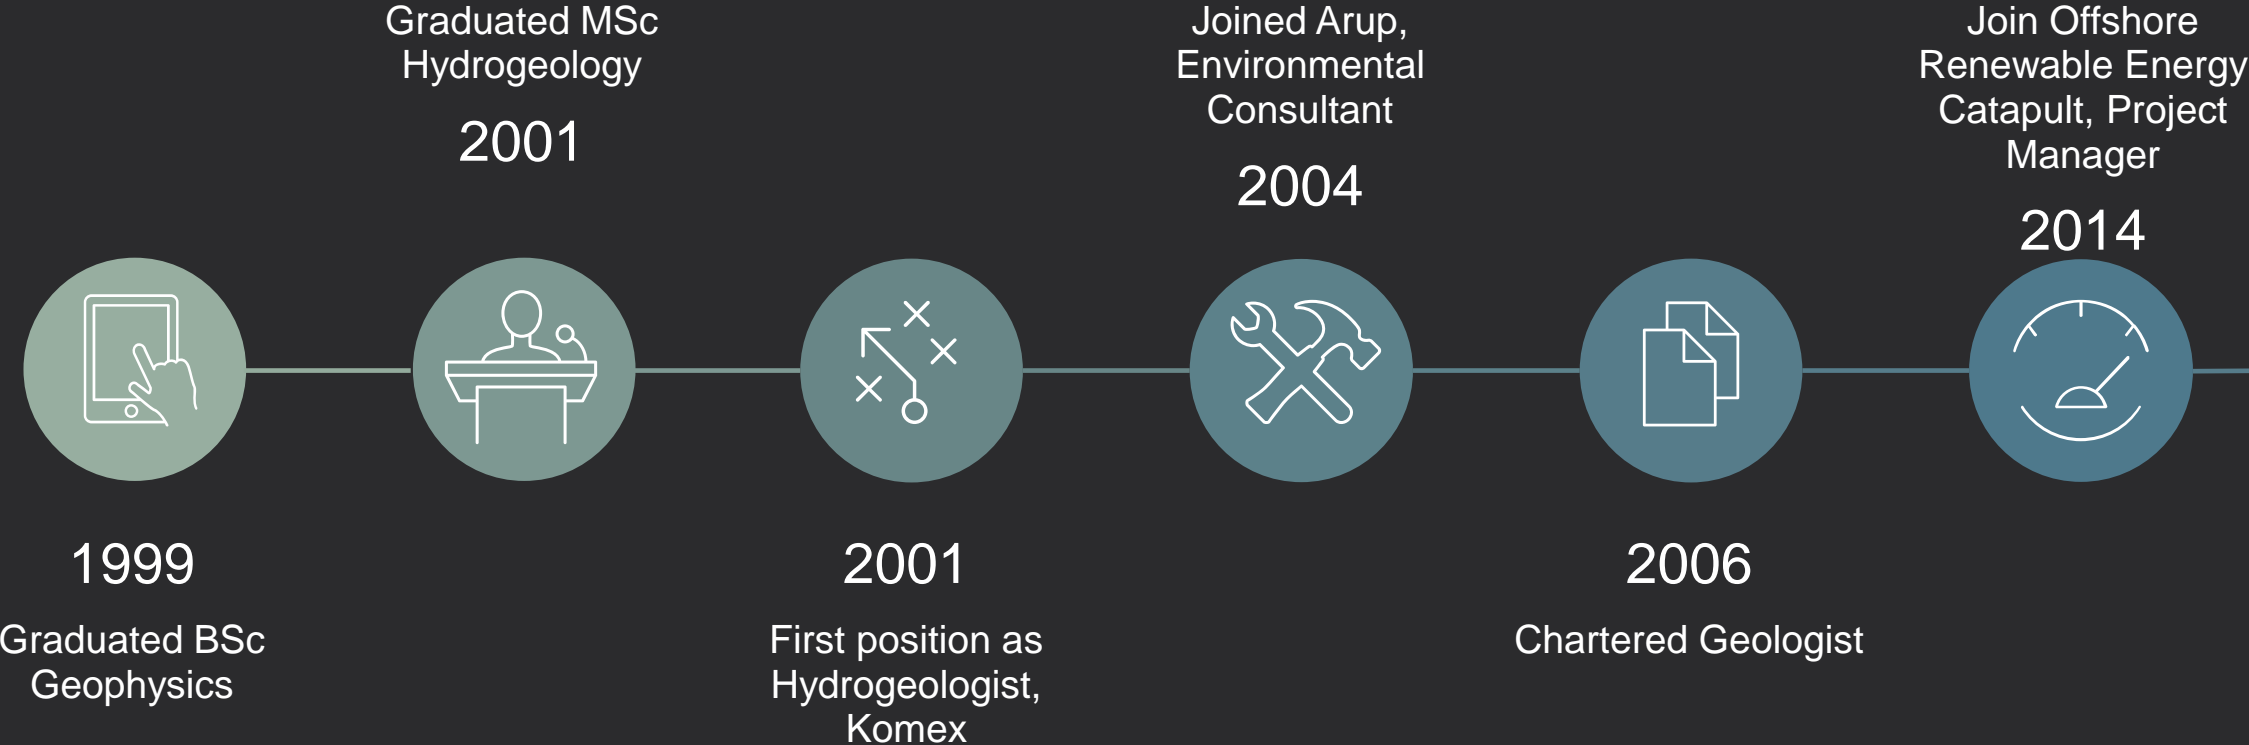 Graduated MSc
Hydrogeology
2001
Joined Arup,
Environmental
Consultant
2004
Join Offshore
Renewable Energy
Catapult, Project
Manager
2014
1999
Graduated BSc
Geophysics
2001
First position as
Hydrogeologist,
Komex
2006
Chartered Geologist